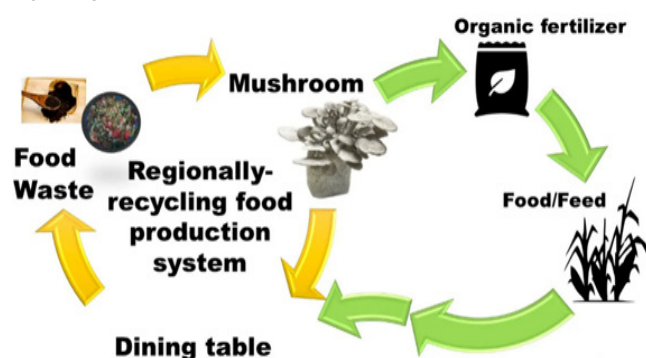 Organic fertilizer
Mushroom
Food
Waste
Regionally-
recycling food
production
system
Food/Feed
Dining table